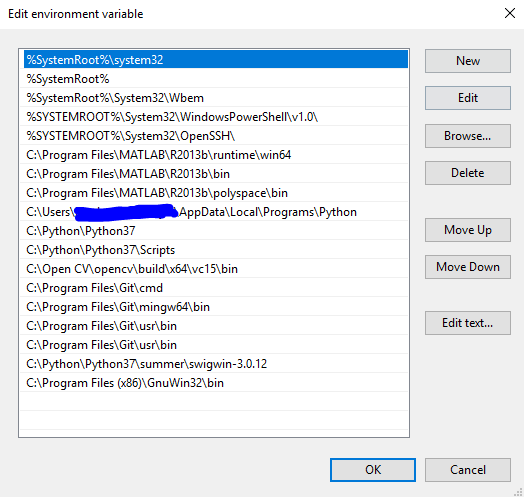 Edit environment variable
%SystemRoot%\system32
%SystemRoot%
%SystemRoot%\System32\Wbem
%SYSTEMROOT%\System32\WindowsPowerShell\v1.0\
%SYSTEMROOT%\System32\OpenSSH\
C:\Program Files\MATLAB\R2013b\runtime\win64
C:\Program Files\MATLAB\R2013b\bin
C:\Program Files\MATLAB\R2013b\polyspace\bin
C:\Users\ AppData\Local\Programs\Python
C:\Python\Python37
C:\Python\Python37\Scripts
C:\Open CV\opencv\build\x64\vc15\bin
C:\Program Files\Git\cmd
C:\Program Files\Git\mingw64\bin
C:\Program Files\Git\usr\bin
C:\Program Files\Git\usr\bin
C:\Python\Python37\summer\swigwin-3.0.12
C:\Program Files (x86)\GnuWin32\bin
New
Edit
Browse...
Delete
Move Up
Move Down
Edit text...
OK
Cancel